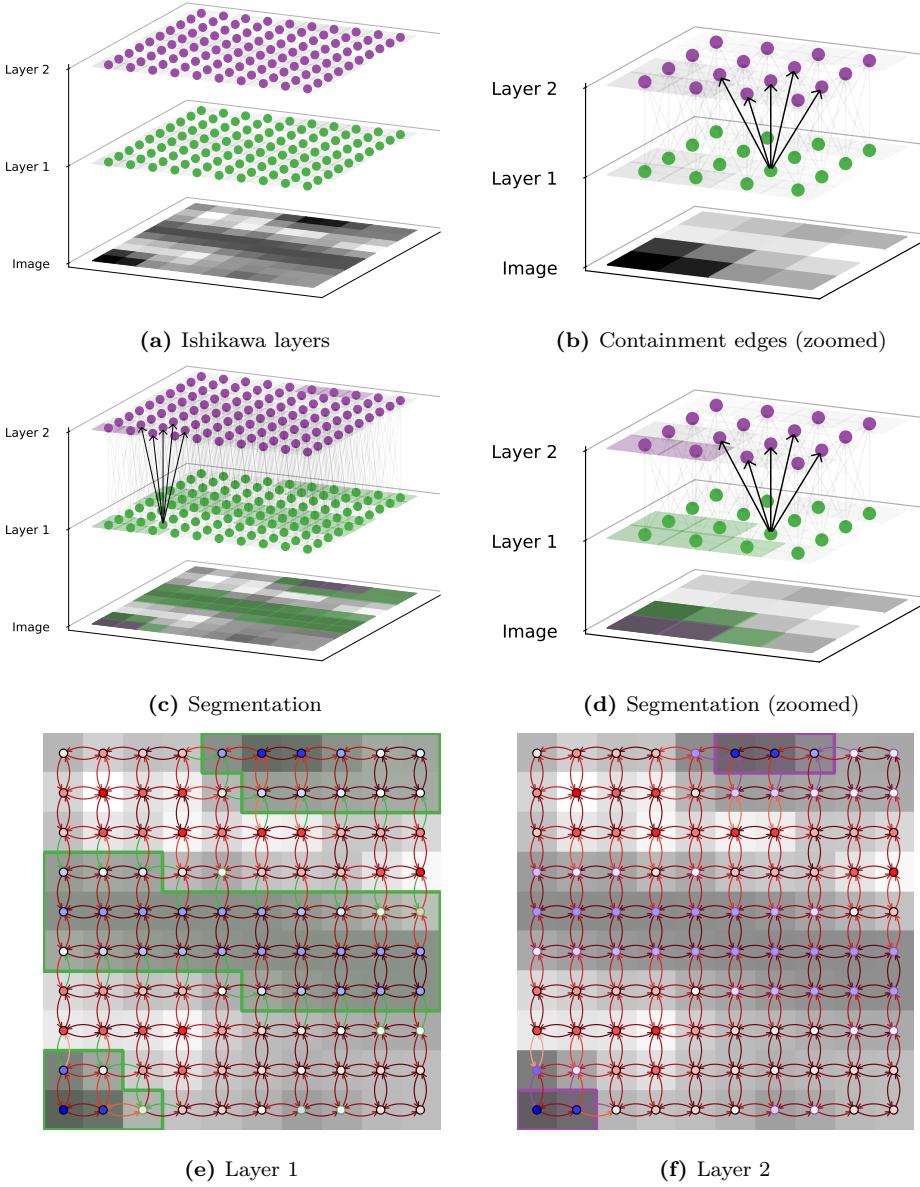 Layer 2
Layer 1
Image
(a) Ishikawa layers
Layer 2
Layer 1
Image
(b) Containment edges (zoomed)
Layer 2
Layer 1
Image
(c) Segmentation
Layer 2
Layer 1
Image
(d) Segmentation (zoomed)
(e) Layer 1
(f) Layer 2